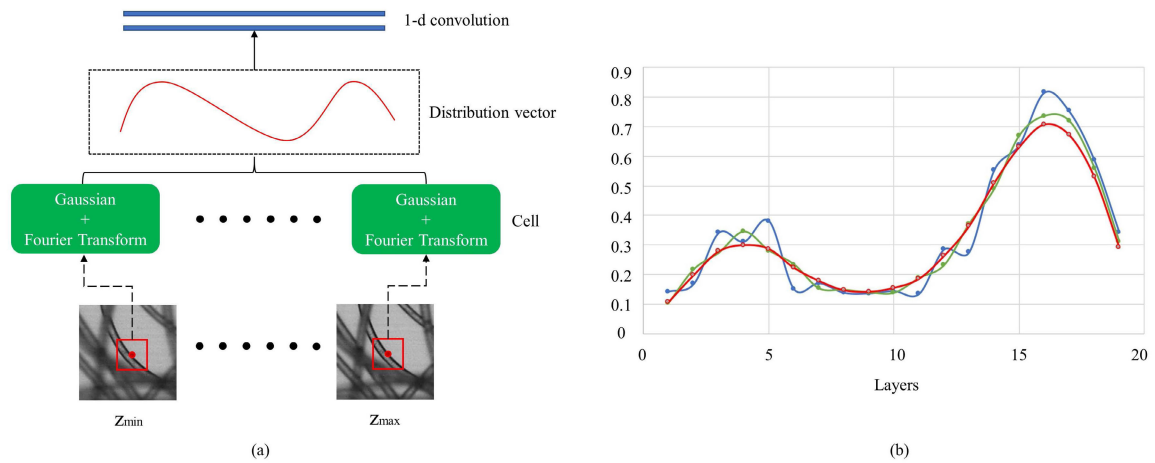 1-d convolution
Distribution vector
Gaussian
+
Fourier Transform
Gaussian
+
Fourier Transform
Cell
Zmin
Zmax
(a)
0.9
0.8
0.7
0.6
0.5
0.4
0.3
0.2
0.1
0
0 5 10 15 20
Layers
(b)